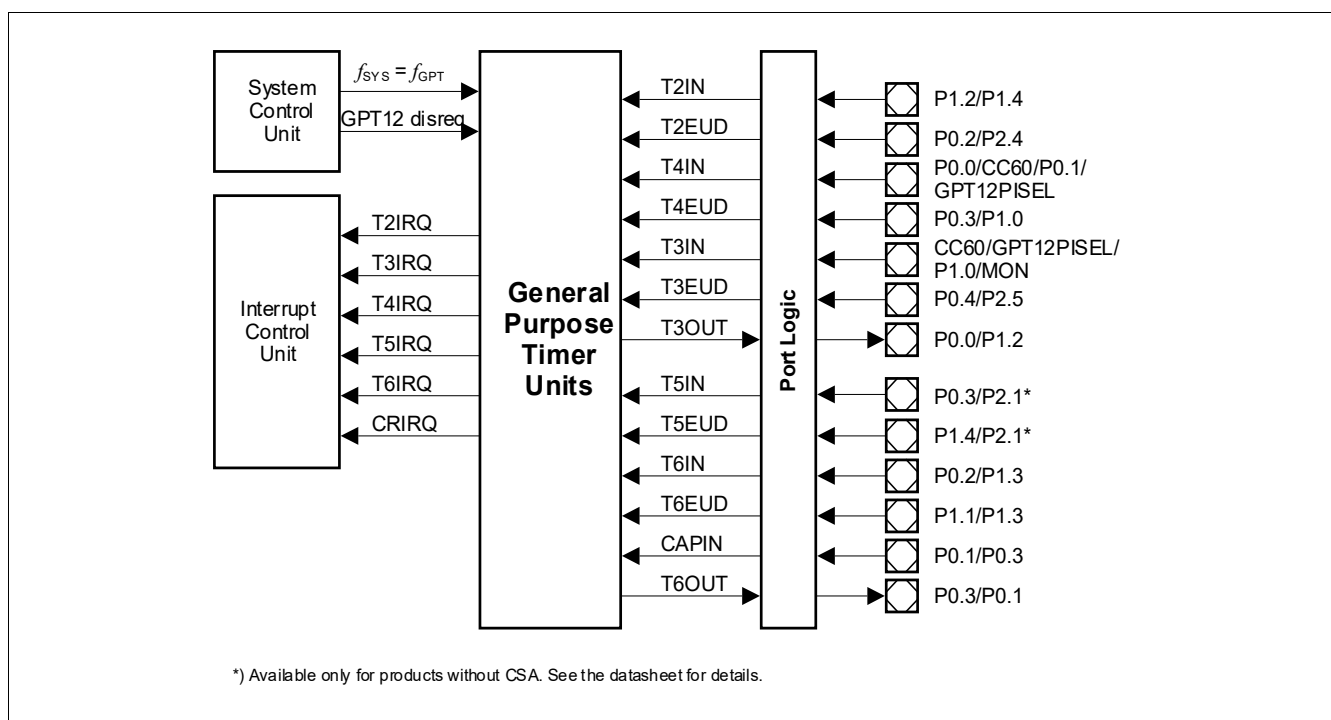 System
Control
Unit
fSYS = fGPT
GPT12 disreq
Interrupt
Control
Unit
T2IRQ
T3IRQ
T4IRQ
T5IRQ
T6IRQ
CRIRQ
General
Purpose
Timer
Units
T2IN
T2EUD
T4IN
T4EUD
T3IN
T3EUD
T3OUT
T5IN
T5EUD
T6IN
T6EUD
CAPIN
T6OUT
Port Logic
P1.2/P1.4
P0.2/P2.4
P0.0/CC60/P0.1/
GPT12PISEL
P0.3/P1.0
CC60/GPT12PISEL/
P1.0/MON
P0.4/P2.5
P0.0/P1.2
P0.3/P2.1*
P1.4/P2.1*
P0.2/P1.3
P1.1/P1.3
P0.1/P0.3
P0.3/P0.1
*) Available only for products without CSA. See the datasheet for details.